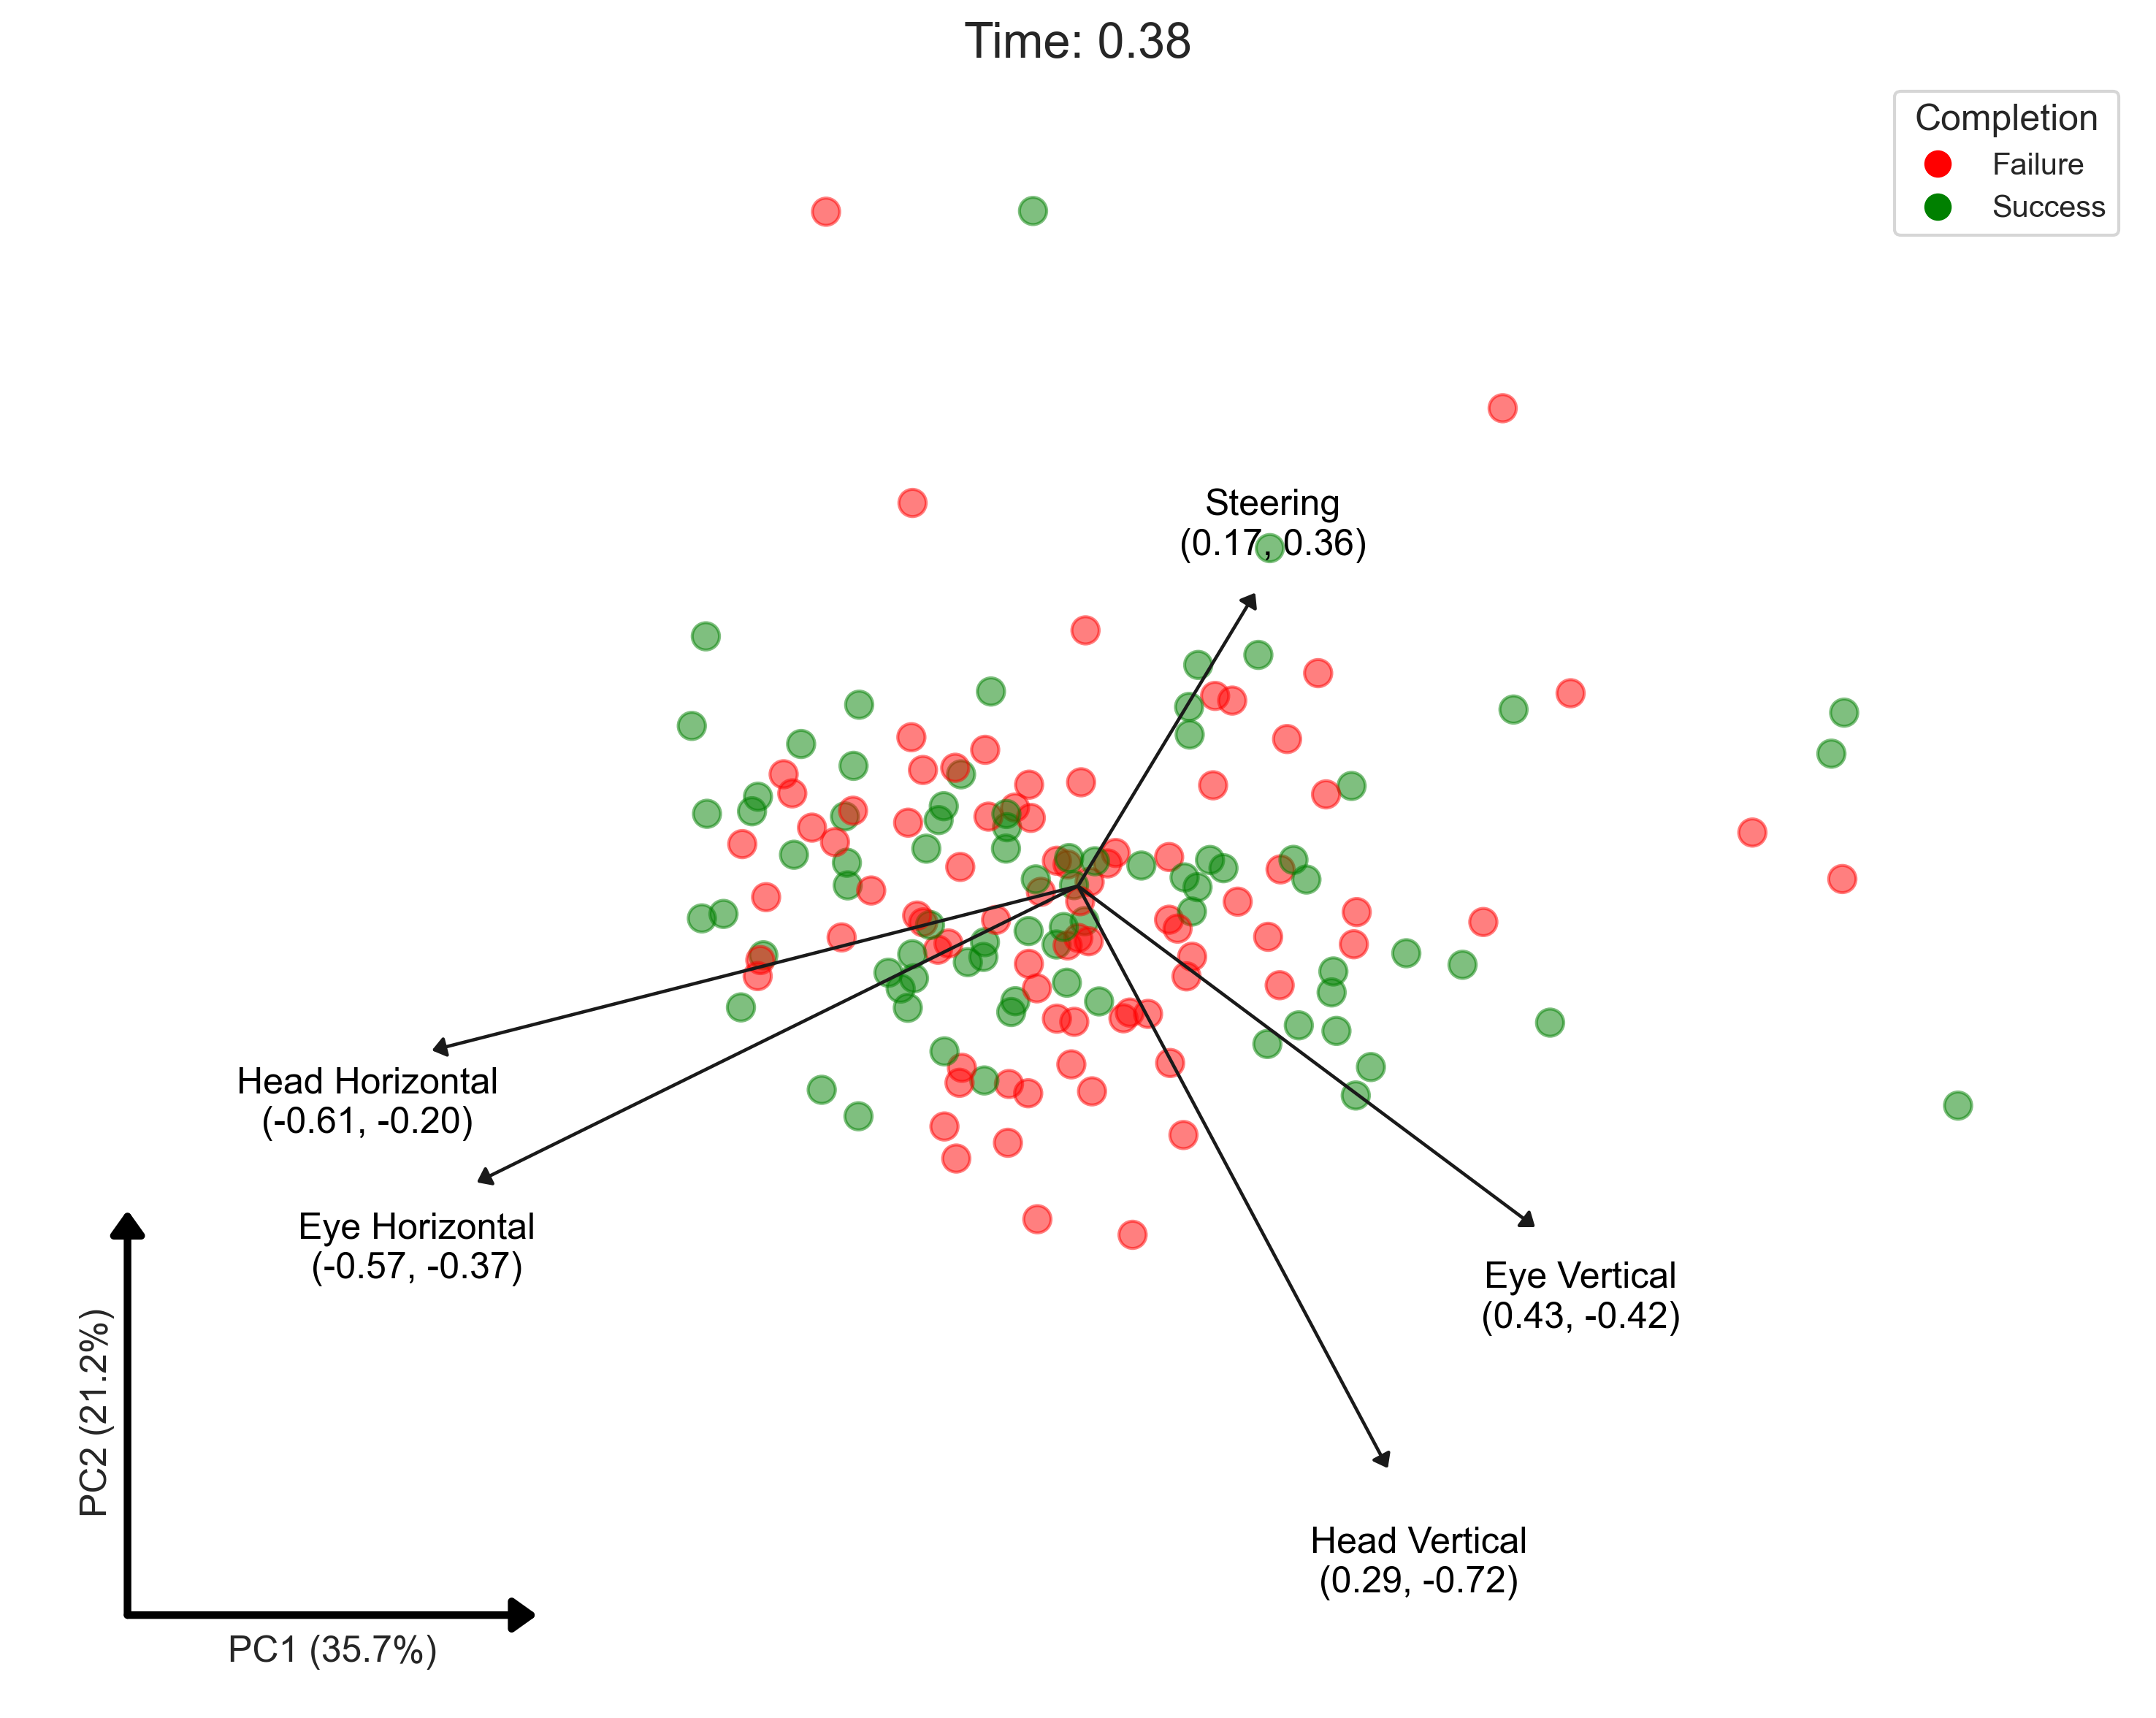 Time: 0.38
Completion
Failure
Success
Steering
(0.17, 0.36)
Head Horizontal
(-0.61, -0.20)
Eye Horizontal
(-0.57, -0.37)
Eye Vertical
(0.43, -0.42)
Head Vertical
(0.29, -0.72)
PC2 (21.2%)
PC1 (35.7%)